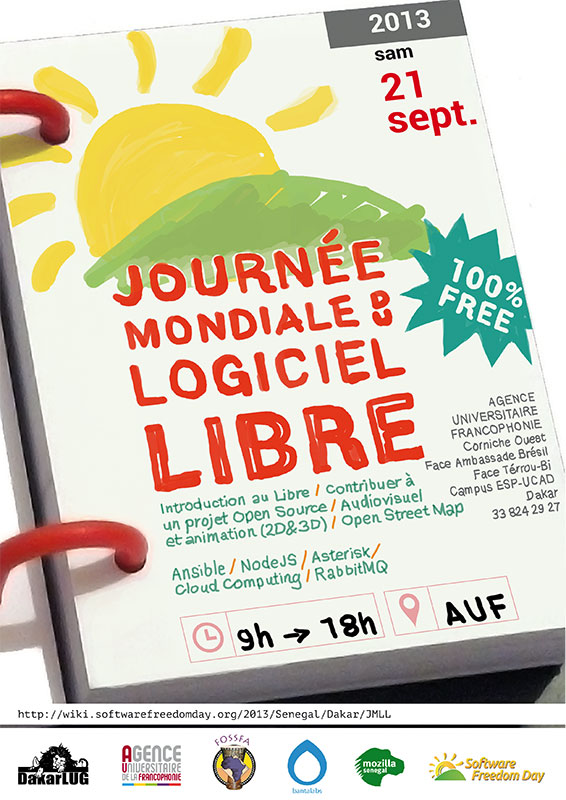 2013
sam
21
sept.
JOURNÉE
MONDIALE DU
LOGICIEL
LIBRE
100%
FREE
AGENCE
UNIVERSITAIRE
FRANCOPHONIE
Corniche Ouest
Face Ambassade Brésil
Face Térrou-Bi
Campus ESP-UCAD
Dakar
33 824 29 27
Introduction au Libre / Contribuer à
un projet Open Source / Audiovisuel
et animation (2D&3D) / Open Street Map
Ansible / NodeJS / Asterisk /
Cloud Computing / RabbitMQ
9h → 18h
AUF
http://wiki.softwarefreedomday.org/2013/Senegal/Dakar/JMLL
DakarLUG
AGENCE
UNIVERSITAIRE
DE LA FRANCOPHONIE
FOSSFA
bantalabs
mozilla
senegal
Software
Freedom Day